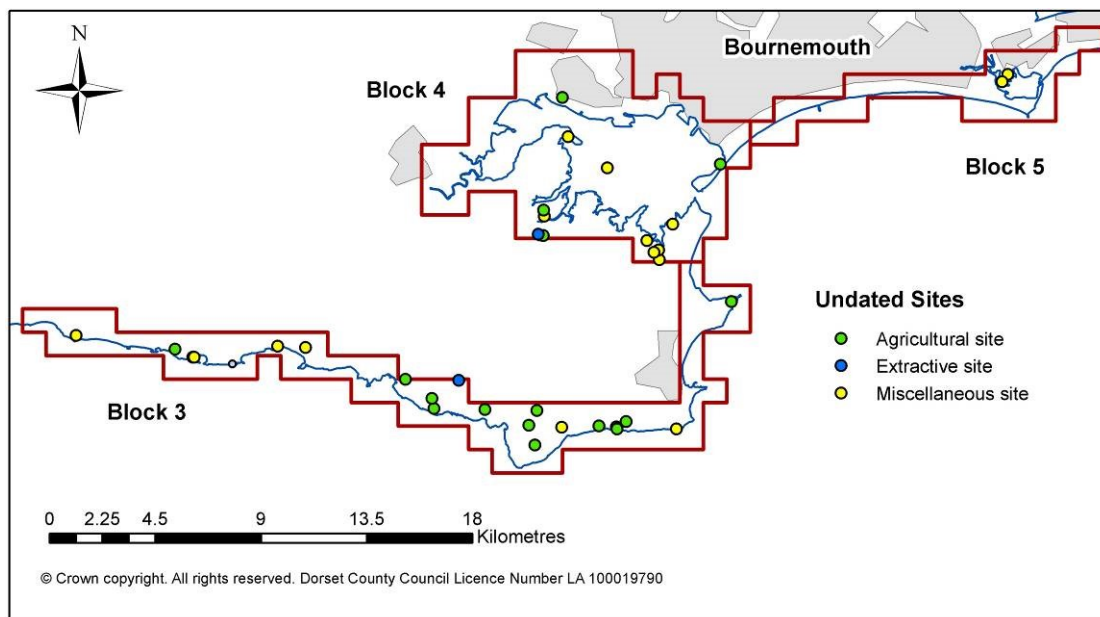 N
Bournemouth
Block 4
Block 5
Undated Sites
Agricultural site
Extractive site
Miscellaneous site
Block 3
0 2.25 4.5 9 13.5 18
Kilometres
© Crown copyright. All rights reserved. Dorset County Council Licence Number LA 100019790